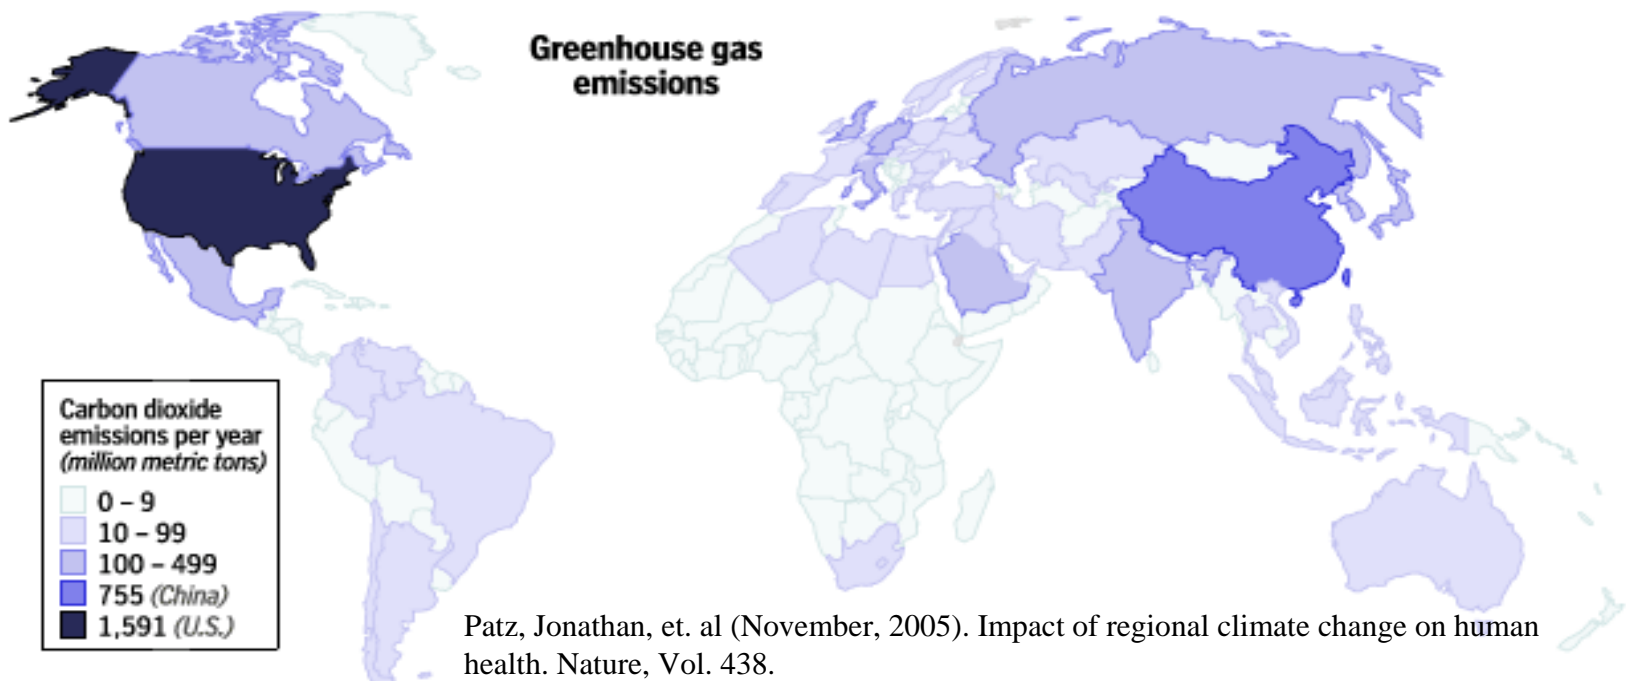 Greenhouse gas
emissions
Carbon dioxide
emissions per year
(million metric tons)
0 – 9
10 – 99
100 – 499
755 (China)
1,591 (U.S.)
Patz, Jonathan, et. al (November, 2005). Impact of regional climate change on human
health. Nature, Vol. 438.